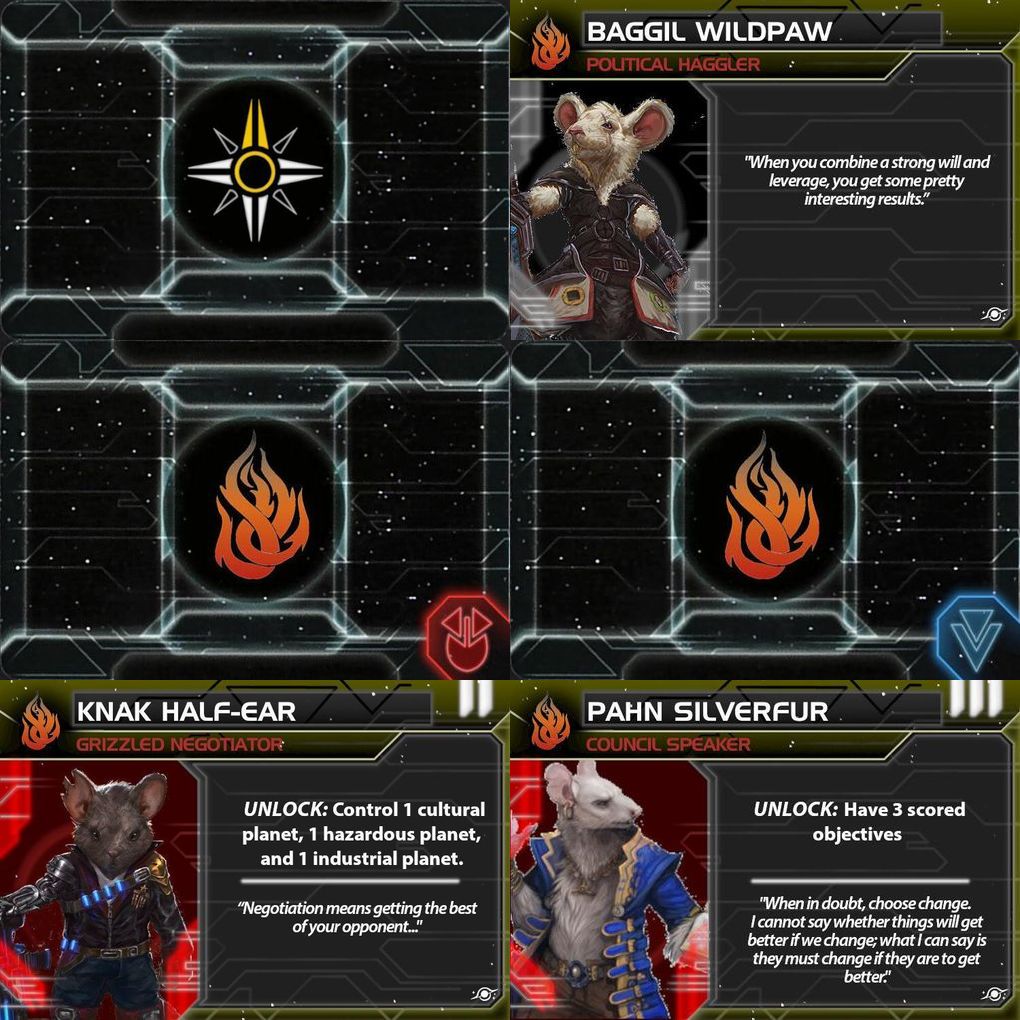 BAGGIL WILDPAW
POLITICAL HAGGLER
"When you combine a strong will and
leverage, you get some pretty
interesting results."
KNAK HALF-EAR
II
GRIZZLED NEGOTIATOR
UNLOCK: Control 1 cultural
planet, 1 hazardous planet,
and 1 industrial planet.
"Negotiation means getting the best
of your opponent..."
PAHN SILVERFUR
III
COUNCIL SPEAKER
UNLOCK: Have 3 scored
objectives
"When in doubt, choose change.
I cannot say whether things will get
better if we change; what I can say is
they must change if they are to get
better."